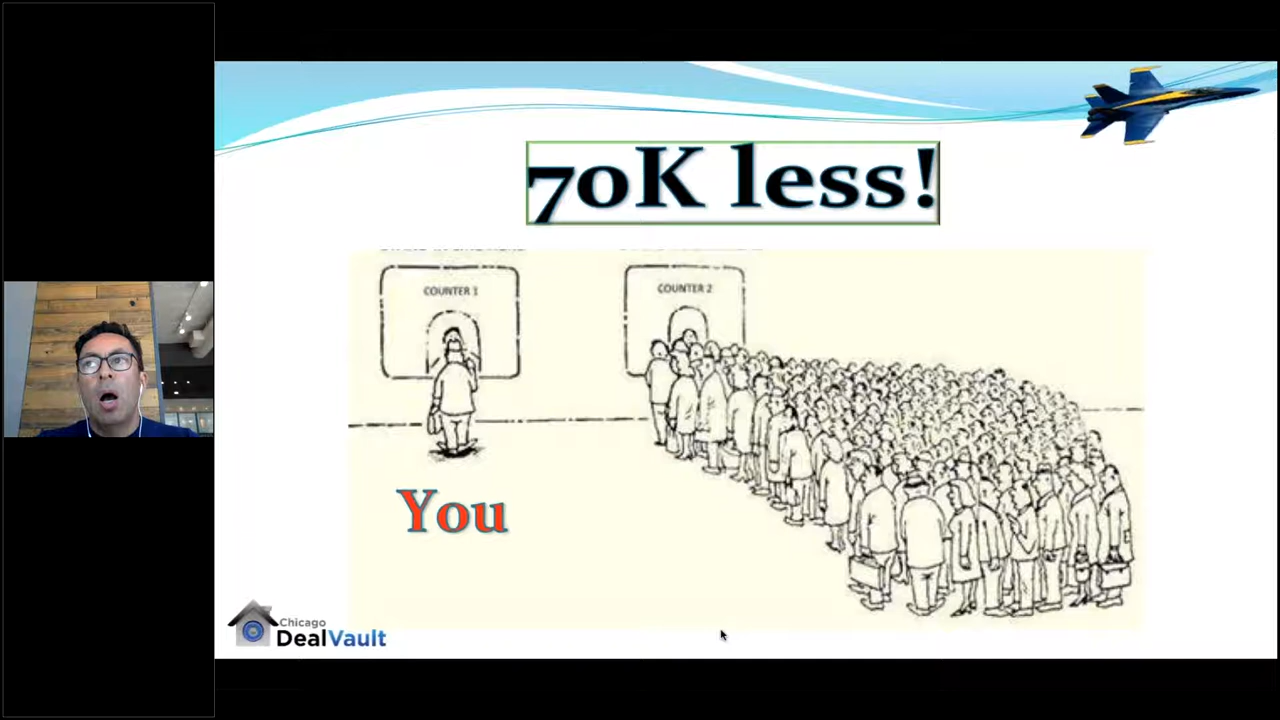 70K less!
COUNTER 1
COUNTER 2
You
Chicago
DealVault